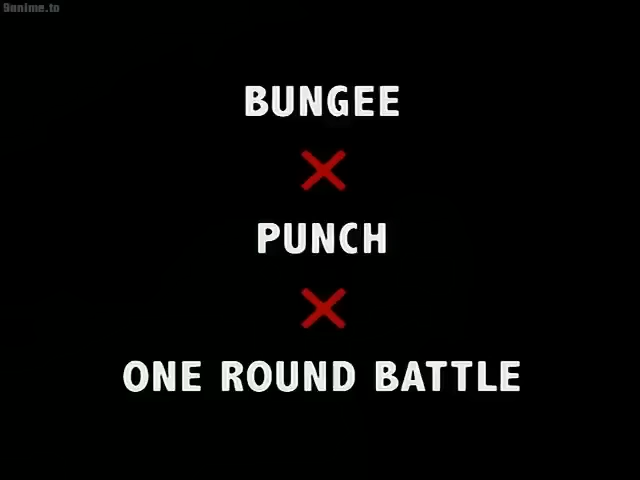 9anime.to
BUNGEE
×
PUNCH
×
ONE ROUND BATTLE